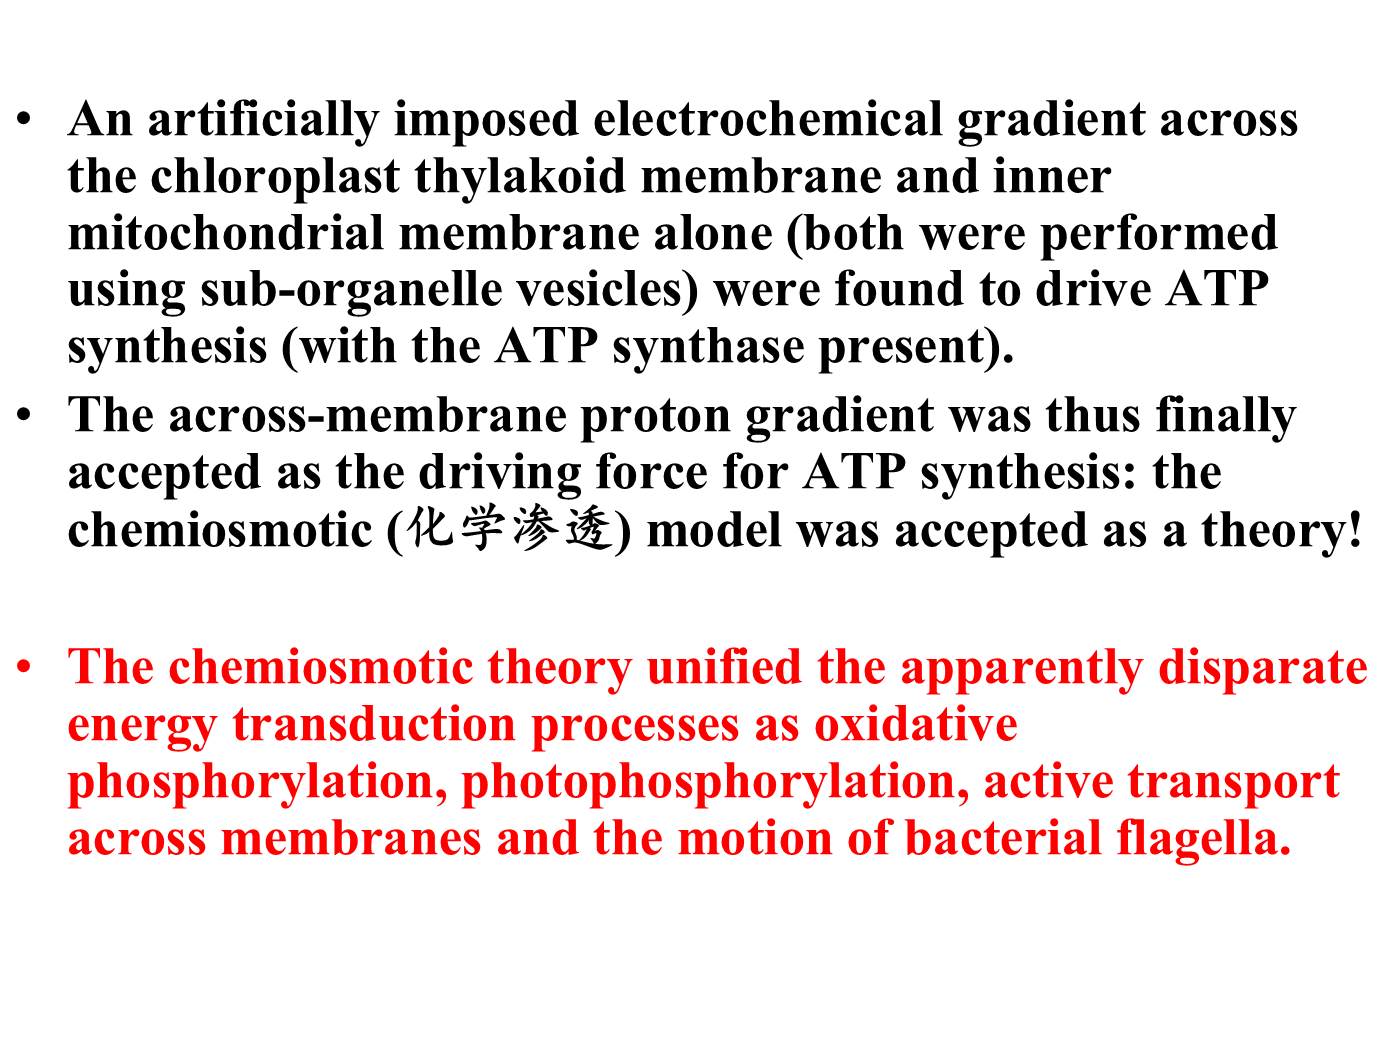 • An artificially imposed electrochemical gradient across
the chloroplast thylakoid membrane and inner
mitochondrial membrane alone (both were performed
using sub-organelle vesicles) were found to drive ATP
synthesis (with the ATP synthase present).
• The across-membrane proton gradient was thus finally
accepted as the driving force for ATP synthesis: the
chemiosmotic (化学渗透) model was accepted as a theory!
• The chemiosmotic theory unified the apparently disparate
energy transduction processes as oxidative
phosphorylation, photophosphorylation, active transport
across membranes and the motion of bacterial flagella.